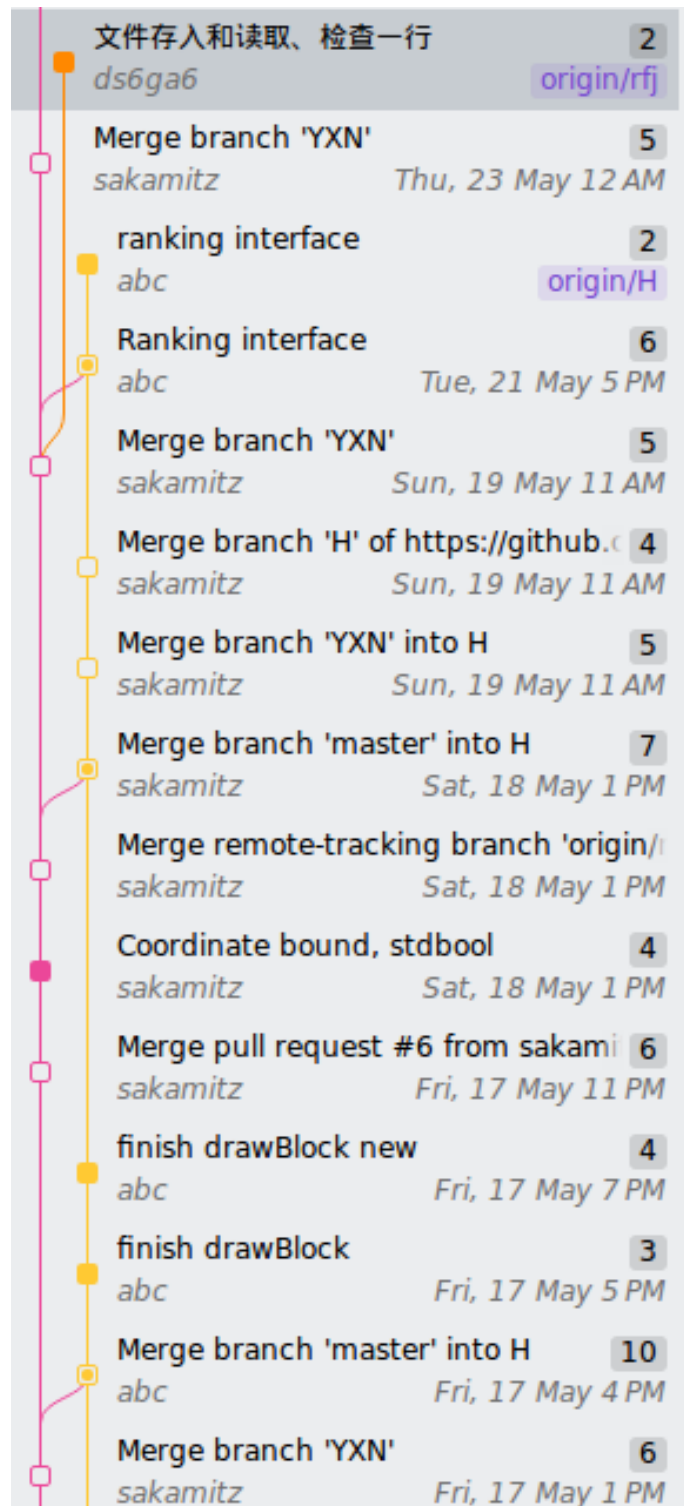 文件存入和读取、检查一行 2
ds6ga6 origin/rfj
Merge branch 'YXN' 5
sakamitz Thu, 23 May 12 AM
ranking interface 2
abc origin/H
Ranking interface 6
abc Tue, 21 May 5 PM
Merge branch 'YXN' 5
sakamitz Sun, 19 May 11 AM
Merge branch 'H' of https://github.c 4
sakamitz Sun, 19 May 11 AM
Merge branch 'YXN' into H 5
sakamitz Sun, 19 May 11 AM
Merge branch 'master' into H 7
sakamitz Sat, 18 May 1 PM
Merge remote-tracking branch 'origin/
sakamitz Sat, 18 May 1 PM
Coordinate bound, stdbool 4
sakamitz Sat, 18 May 1 PM
Merge pull request #6 from sakami 6
sakamitz Fri, 17 May 11 PM
finish drawBlock new 4
abc Fri, 17 May 7 PM
finish drawBlock 3
abc Fri, 17 May 5 PM
Merge branch 'master' into H 10
abc Fri, 17 May 4 PM
Merge branch 'YXN' 6
sakamitz Fri, 17 May 1 PM